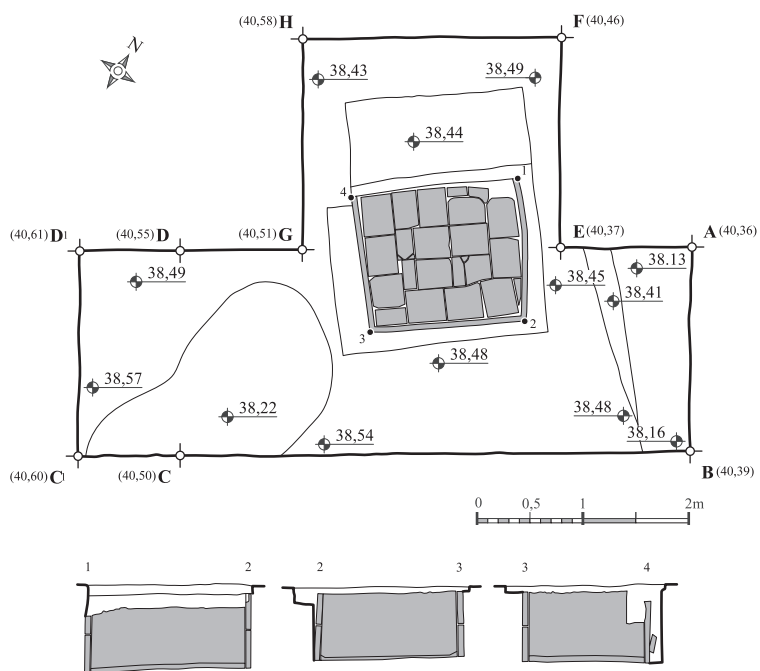 (40,58) H
F (40,46)
N
38,43
38,49
38,44
1
4
(40,61) D1
(40,55) D
(40,51) G
E (40,37)
A (40,36)
38,49
38,45
38.13
38,41
2
3
38,48
38,57
38,22
38,54
38,48
38,16
(40,60) C1
(40,50) C
B (40,39)
0 0,5 1 2m
1 2 2 3 3 4